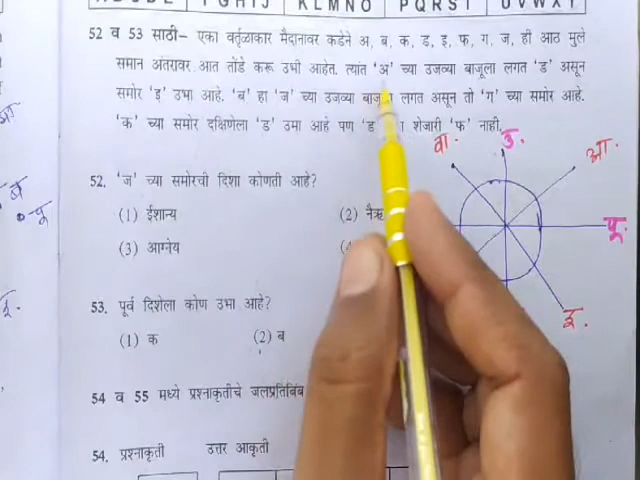 A B C D E F G H I J K L M N O P Q R S T U V W X Y
52 व 53 साठी- एका वर्तृळाकार मैदानावर कडेने अ, ब, क, ड, इ, फ, ग, ज, ही आठ मुले
समान अंतरावर आत तोंडे करू उभी आहेत. त्यांत 'अ' च्या उजव्या बाजूला लगत 'ड' असून
समोर 'इ' उभा आहे. 'ब' हा 'ज' च्या उजव्या बाजूला लगत असून तो 'ग' च्या समोर आहे.
'क' च्या समोर दक्षिणेला 'ड' उमा आहे पण 'ड' शेजारी 'फ' नाही.
वा. उ. आ.
52. 'ज' च्या समोरची दिशा कोणती आहे?
(1) ईशान्य (2)
पू.
(3) आग्नेय
53. पूर्व दिशेला कोण उभा आहे?
इ.
(1) क (2) ब
54 व 55 मध्ये प्रश्नाकृतीचे जलप्रतिबिंब
54. प्रश्नाकृती उत्तर आकृती